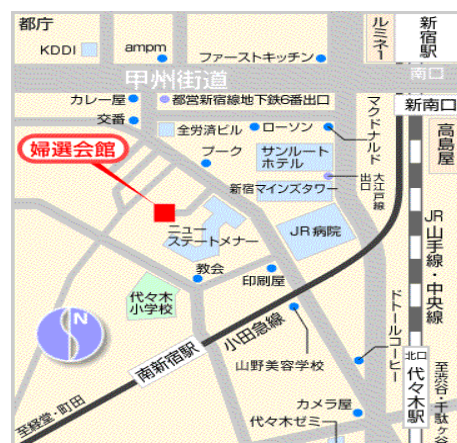 都庁
KDDI
ampm
ファーストキッチン
ルミネ1
新宿駅
南口
甲州街道
カレー屋
都営新宿線地下鉄6番出口
マクドナルド
新南口
交番
全労済ビル
ローソン
高島屋
婦選会館
プーク
サンルート
ホテル
新宿マインズタワー
大江戸線
出口
ニュー
ステートメナー
JR病院
JR山手線・中央線
教会
印刷屋
代々木
小学校
N
小田急線
ドトールコーヒー
南新宿駅
山野美容学校
北口
代々木駅
至渋谷・千駄ヶ谷
カメラ屋
代々木ゼミ
至経堂・町田